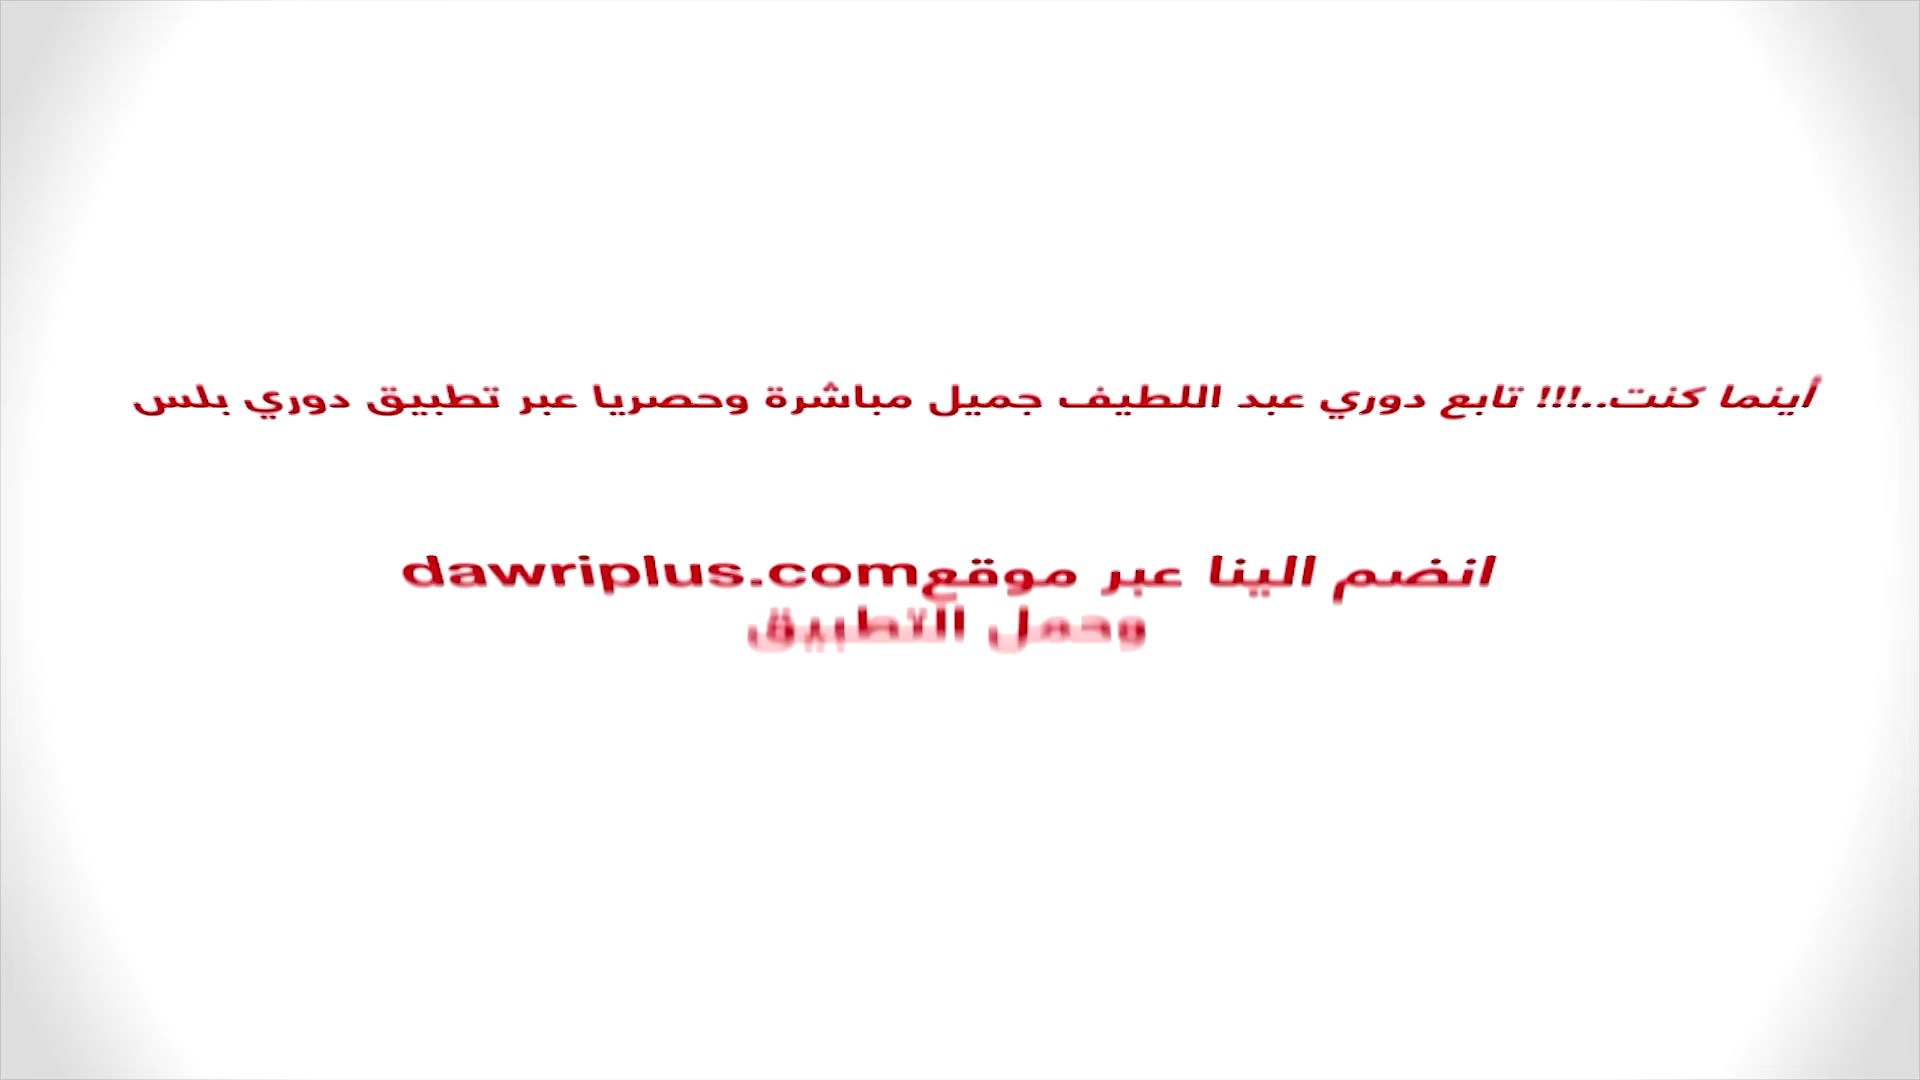 أينما كنت..!!! تابع دوري عبد اللطيف جميل مباشرة وحصريا عبر تطبيق دوري بلس
انضم الينا عبر موقعdawriplus.com
وحمل التطبيق